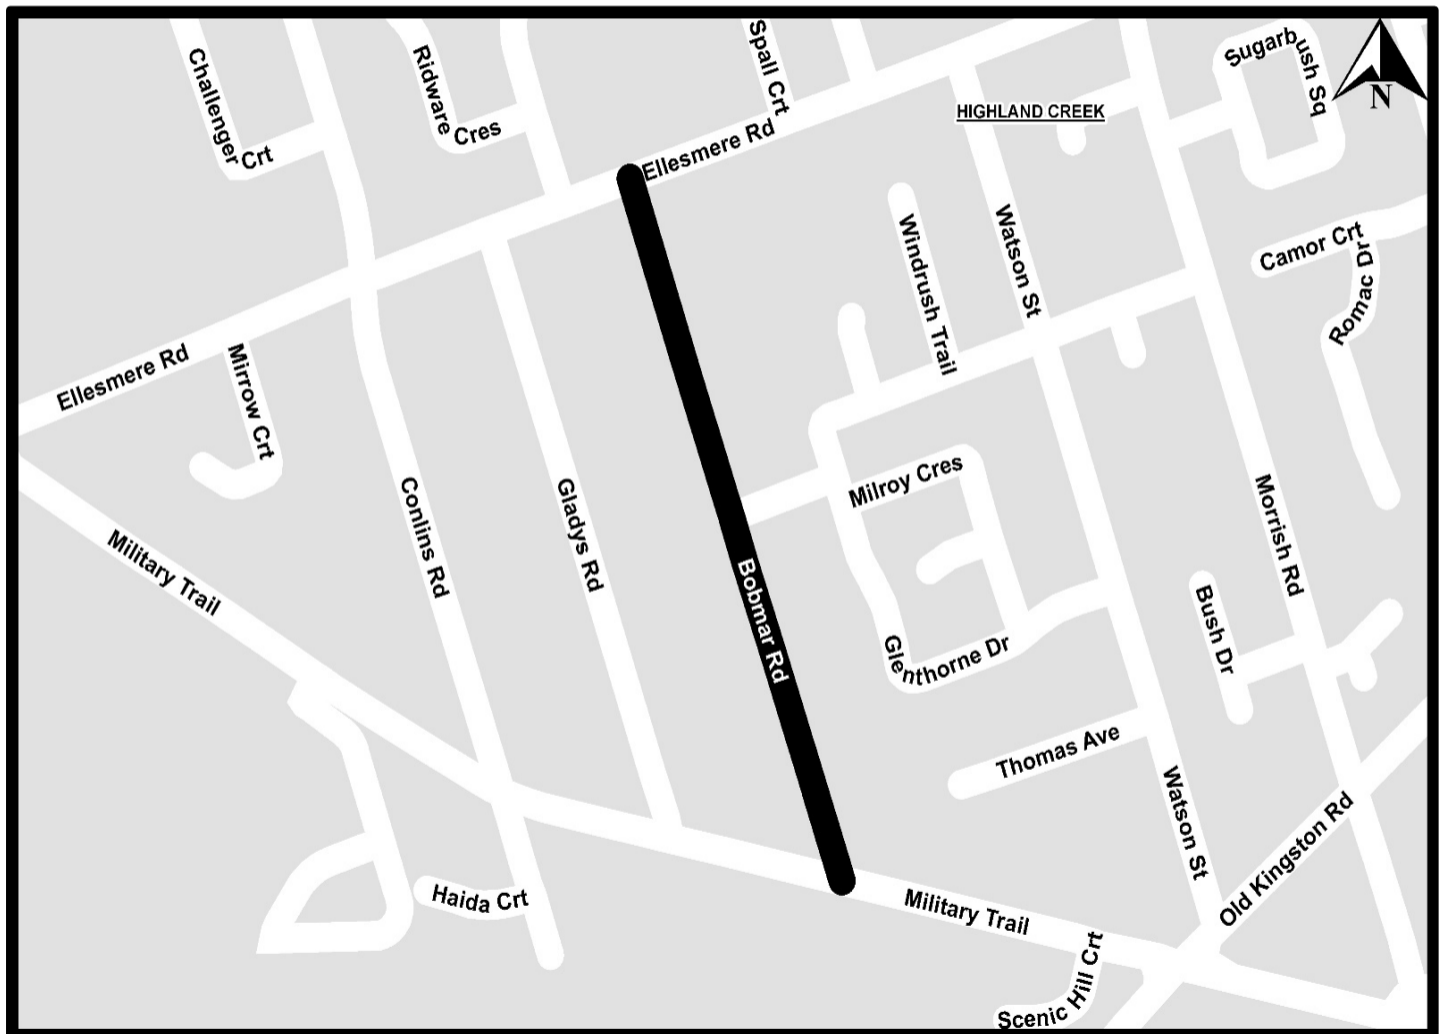 Challenger Crt
Ridware Cres
Spall Crt
Sugarbush Sq
N
HIGHLAND CREEK
Ellesmere Rd
Windrush Trail
Watson St
Camor Crt
Romac Dr
Ellesmere Rd
Mirrow Crt
Conlins Rd
Gladys Rd
Milroy Cres
Morrish Rd
Military Trail
Bobmar Rd
Bush Dr
Glenthorne Dr
Thomas Ave
Watson St
Old Kingston Rd
Haida Crt
Military Trail
Scenic Hill Crt